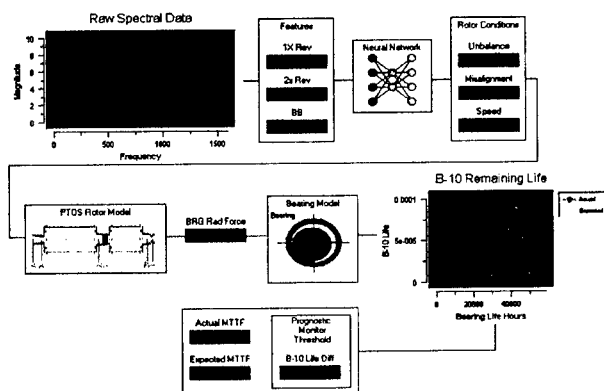 Raw Spectral Data
Magnitude
10
8
6
4
2
0
0 500 1000 1500
Frequency
Features
1X Rev
2x Rev
BB
Neural Network
Rotor Conditions
Unbalance
Misalignment
Speed
PTOS Rotor Model
BRG Rad Force
Bearing Model
Bearing
B-10 Remaining Life
B-10 Life
0.0001
5e-005
0
0 20000 40000
Bearing Life Hours
Actual
Expected
Actual MTTF
Expected MTTF
Prognostic
Monitor
Threshold
B-10 Life Diff